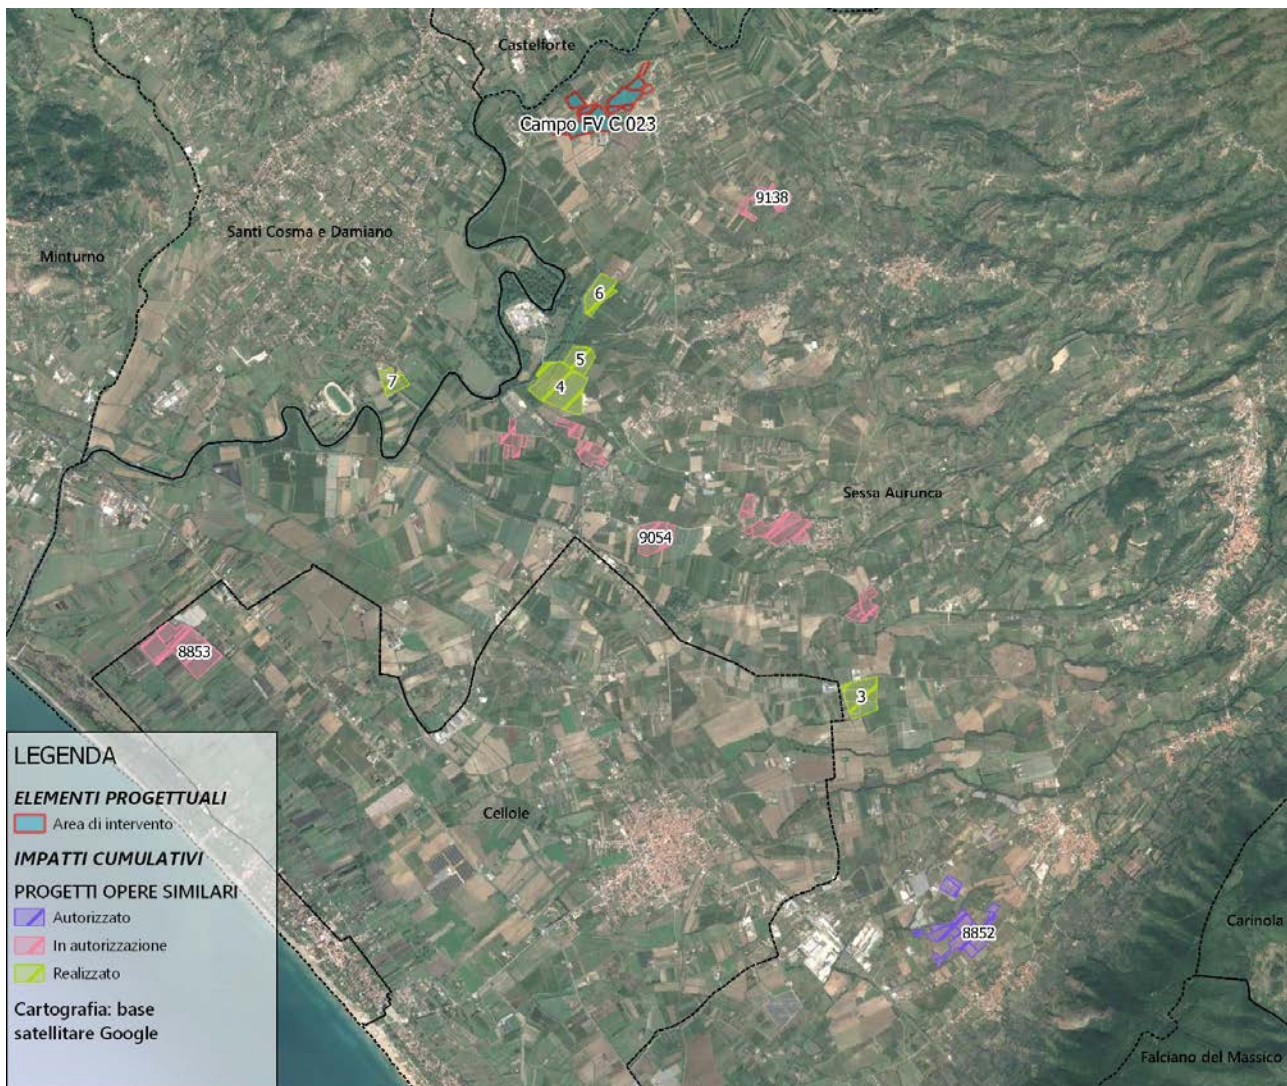 Castelforte
Campo FV C 023
9138
Santi Cosma e Damiano
Minturno
6
5
7
4
Sessa Aurunca
9054
8853
3
LEGENDA
ELEMENTI PROGETTUALI
Area di intervento
IMPATTI CUMULATIVI
PROGETTI OPERE SIMILARI
Autorizzato
In autorizzazione
Realizzato
Cartografia: base
satellitare Google
Cellole
8852
Carinola
Falciano del Massico